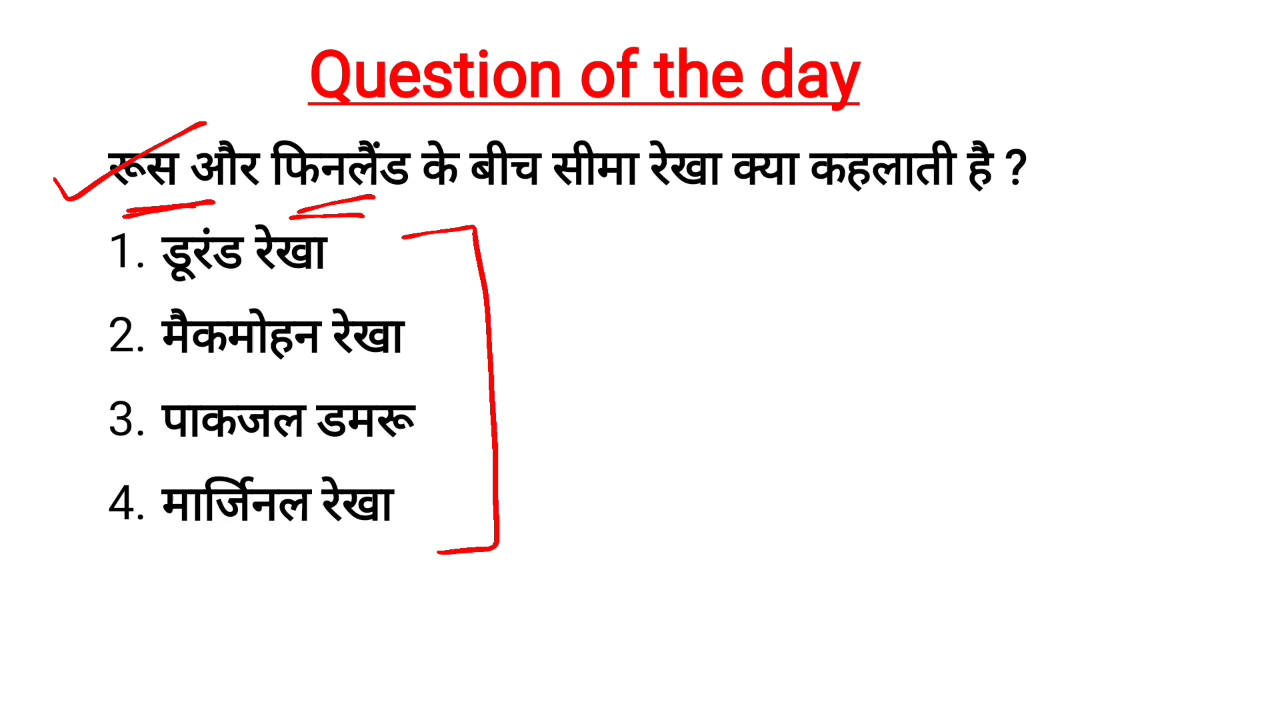 Question of the day
रूस और फिनलैंड के बीच सीमा रेखा क्या कहलाती है ?
1. डूरंड रेखा
2. मैकमोहन रेखा
3. पाकजल डमरू
4. मार्जिनल रेखा